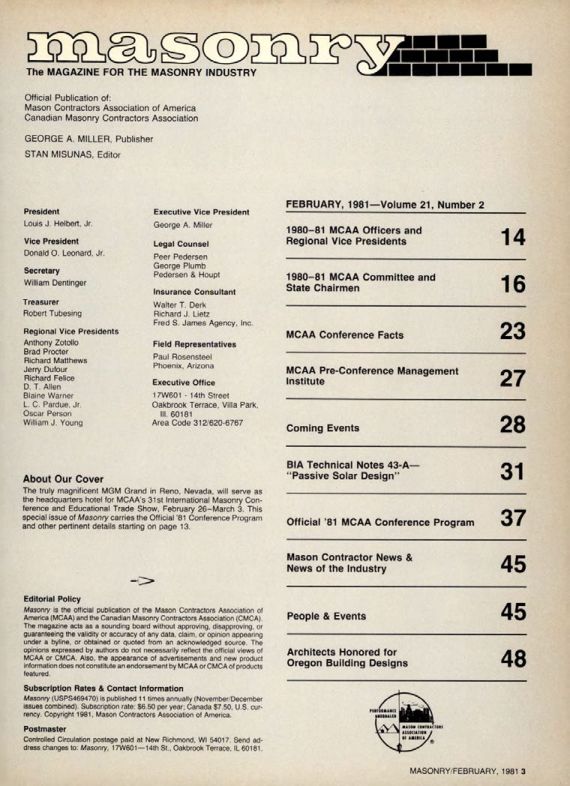 masonry
The MAGAZINE FOR THE MASONRY INDUSTRY
Official Publication of:
Mason Contractors Association of America
Canadian Masonry Contractors Association
GEORGE A. MILLER, Publisher
STAN MISUNAS, Editor
President
Louis J. Heibert, Jr.
Vice President
Donald O. Leonard, Jr.
Secretary
William Dentinger
Treasurer
Robert Tubesing
Regional Vice Presidents
Anthony Zotollo
Brad Procter
Richard Matthews
Jerry Dufour
Richard Felice
D. T. Allen
Blaine Warner
L. C. Pardue, Jr.
Oscar Person
William J. Young
Executive Vice President
George A. Miller
Legal Counsel
Peer Pedersen
George Plumb
Pedersen & Houpt
Insurance Consultant
Walter T. Derk
Richard J. Lietz
Fred S. James Agency, Inc.
Field Representatives
Paul Rosensteel
Phoenix, Arizona
Executive Office
17W601 - 14th Street
Oakbrook Terrace, Villa Park,
Ill. 60181
Area Code 312/620-6767
About Our Cover
The truly magnificent MGM Grand in Reno, Nevada, will serve as
the headquarters hotel for MCAA's 31st International Masonry Con-
ference and Educational Trade Show, February 26–March 3. This
special issue of Masonry carries the Official '81 Conference Program
and other pertinent details starting on page 13.
Editorial Policy
Masonry is the official publication of the Mason Contractors Association of
America (MCAA) and the Canadian Masonry Contractors Association (CMCA).
The magazine acts as a sounding board without approving, disapproving, or
guaranteeing the validity or accuracy of any data, claim, or opinion appearing
under a byline, or obtained or quoted from an acknowledged source. The
opinions expressed by authors do not necessarily reflect the official views of
MCAA or CMCA. Also, the appearance of advertisements and new product
information does not constitute an endorsement by MCAA or CMCA of products
featured.
Subscription Rates & Contact Information
Masonry (USPS469470) is published 11 times annually (November/December
issues combined). Subscription rate: $6.50 per year; Canada $7.50, U.S. cur-
rency. Copyright 1981, Mason Contractors Association of America.
Postmaster
Controlled Circulation postage paid at New Richmond, WI 54017. Send ad-
dress changes to: Masonry, 17W601—14th St., Oakbrook Terrace, IL 60181.
FEBRUARY, 1981—Volume 21, Number 2
1980–81 MCAA Officers and
Regional Vice Presidents 14
1980–81 MCAA Committee and
State Chairmen 16
MCAA Conference Facts 23
MCAA Pre-Conference Management
Institute 27
Coming Events 28
BIA Technical Notes 43-A—
"Passive Solar Design" 31
Official '81 MCAA Conference Program 37
Mason Contractor News &
News of the Industry 45
People & Events 45
Architects Honored for
Oregon Building Designs 48
MASON CONTRACTORS
ASSOCIATION
OF
AMERICA
MASONRY/FEBRUARY, 1981 3